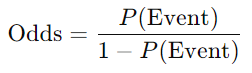 Odds = P(Event) / 1 − P(Event)